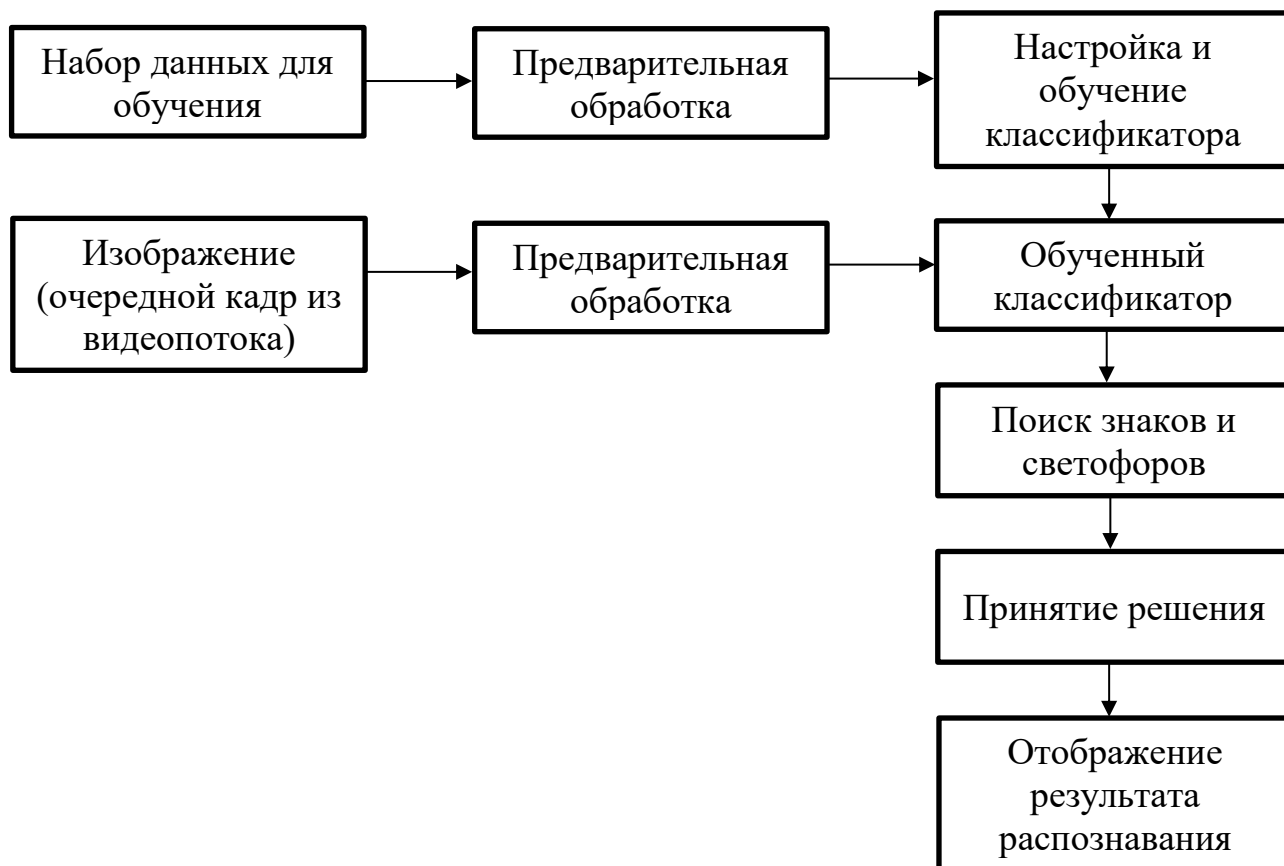 Набор данных для
обучения
Предварительная
обработка
Настройка и
обучение
классификатора
Изображение
(очередной кадр из
видеопотока)
Предварительная
обработка
Обученный
классификатор
Поиск знаков и
светофоров
Принятие решения
Отображение
результата
распознавания